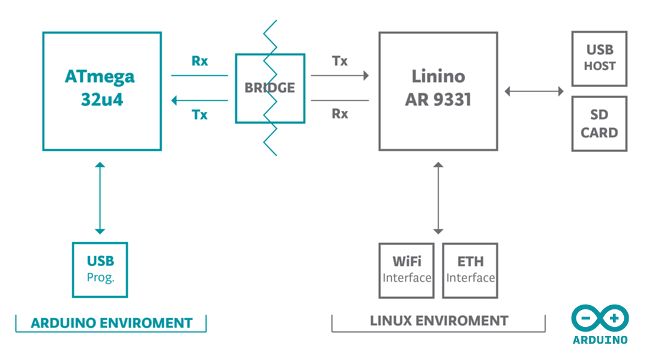 ATmega
32u4
Rx
Tx
BRIDGE
Tx
Rx
Linino
AR 9331
USB
HOST
SD
CARD
USB
Prog.
WiFi
Interface
ETH
Interface
ARDUINO ENVIROMENT
LINUX ENVIROMENT
ARDUINO